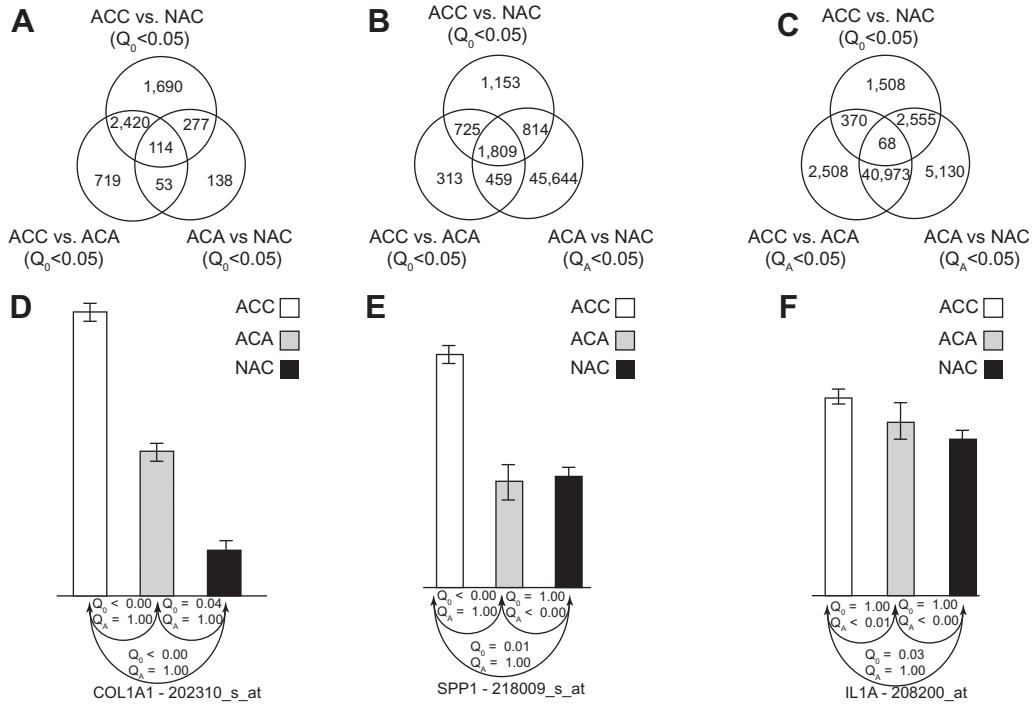 A
ACC vs. NAC
(Q0<0.05)
1,690
2,420
277
114
719
53
138
ACC vs. ACA
(Q0<0.05)
ACA vs NAC
(Q0<0.05)
B
ACC vs. NAC
(Q0<0.05)
1,153
725
814
1,809
313
459
45,644
ACC vs. ACA
(Q0<0.05)
ACA vs NAC
(QA<0.05)
C
ACC vs. NAC
(Q0<0.05)
1,508
370
2,555
68
2,508
40,973
5,130
ACC vs. ACA
(QA<0.05)
ACA vs NAC
(QA<0.05)
D
ACC
ACA
NAC
Q0 < 0.00
QA = 1.00
Q0 = 0.04
QA = 1.00
Q0 < 0.00
QA = 1.00
COL1A1 - 202310_s_at
E
ACC
ACA
NAC
Q0 < 0.00
QA = 1.00
Q0 = 1.00
QA < 0.00
Q0 = 0.01
QA = 1.00
SPP1 - 218009_s_at
F
ACC
ACA
NAC
Q0 = 1.00
QA < 0.01
Q0 = 1.00
QA < 0.00
Q0 = 0.03
QA = 1.00
IL1A - 208200_at